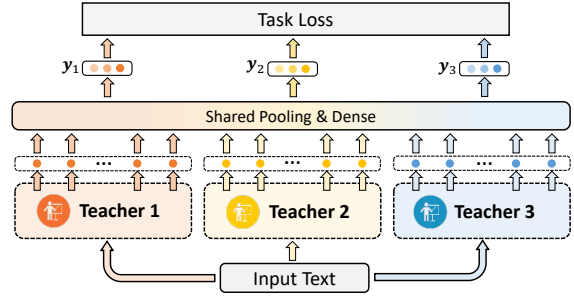 Task Loss
y₁ y₂ y₃
Shared Pooling & Dense
... ... ...
Teacher 1 Teacher 2 Teacher 3
Input Text